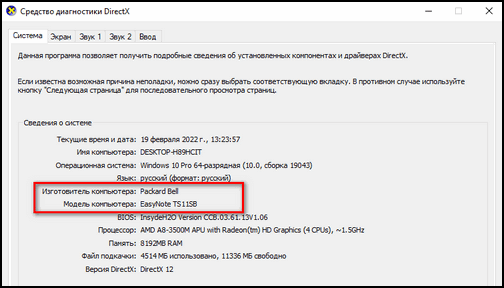 Средство диагностики DirectX
Система Экран Звук 1 Звук 2 Ввод
Данная программа позволяет получить подробные сведения об установленных компонентах и драйверах DirectX.
Если известна возможная причина неполадки, можно сразу выбрать соответствующую вкладку. В противном случае используйте
кнопку "Следующая страница" для последовательного просмотра страниц.
Сведения о системе
Текущие время и дата: 19 февраля 2022 г., 13:23:57
Имя компьютера: DESKTOP-H89HCIT
Операционная система: Windows 10 Pro 64-разрядная (10.0, сборка 19043)
Язык: русский (формат: русский)
Изготовитель компьютера: Packard Bell
Модель компьютера: EasyNote TS11SB
BIOS: InsydeH2O Version CCB.03.61.13V1.06
Процессор: AMD A8-3500M APU with Radeon(tm) HD Graphics (4 CPUs), ~1.5GHz
Память: 8192MB RAM
Файл подкачки: 4514 МБ использовано, 11336 МБ свободно
Версия DirectX: DirectX 12